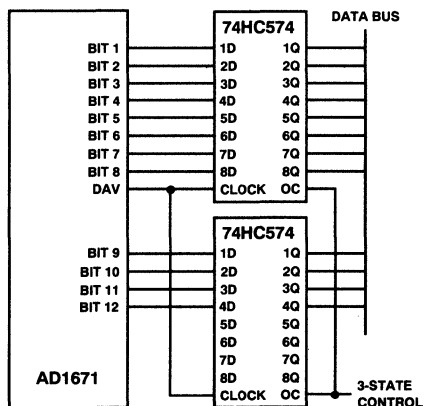 DATA BUS
74HC574
BIT 1 1D 1Q
BIT 2 2D 2Q
BIT 3 3D 3Q
BIT 4 4D 4Q
BIT 5 5D 5Q
BIT 6 6D 6Q
BIT 7 7D 7Q
BIT 8 8D 8Q
DAV CLOCK OC
74HC574
BIT 9 1D 1Q
BIT 10 2D 2Q
BIT 11 3D 3Q
BIT 12 4D 4Q
5D 5Q
6D 6Q
7D 7Q
8D 8Q
CLOCK OC
AD1671
3-STATE
CONTROL